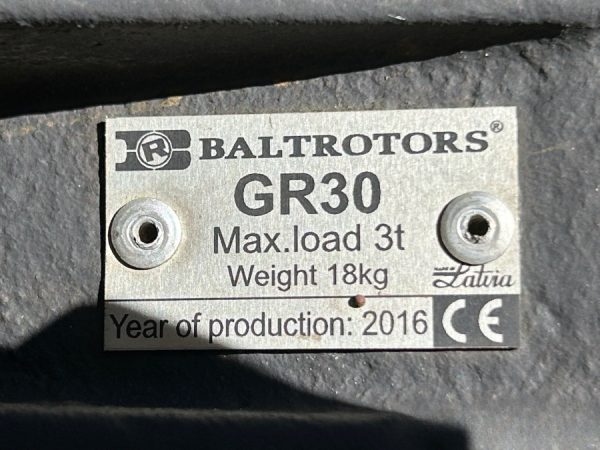 R BALTROTORS®
GR30
Max.load 3t
Weight 18kg
Latvia
Year of production: 2016 CE